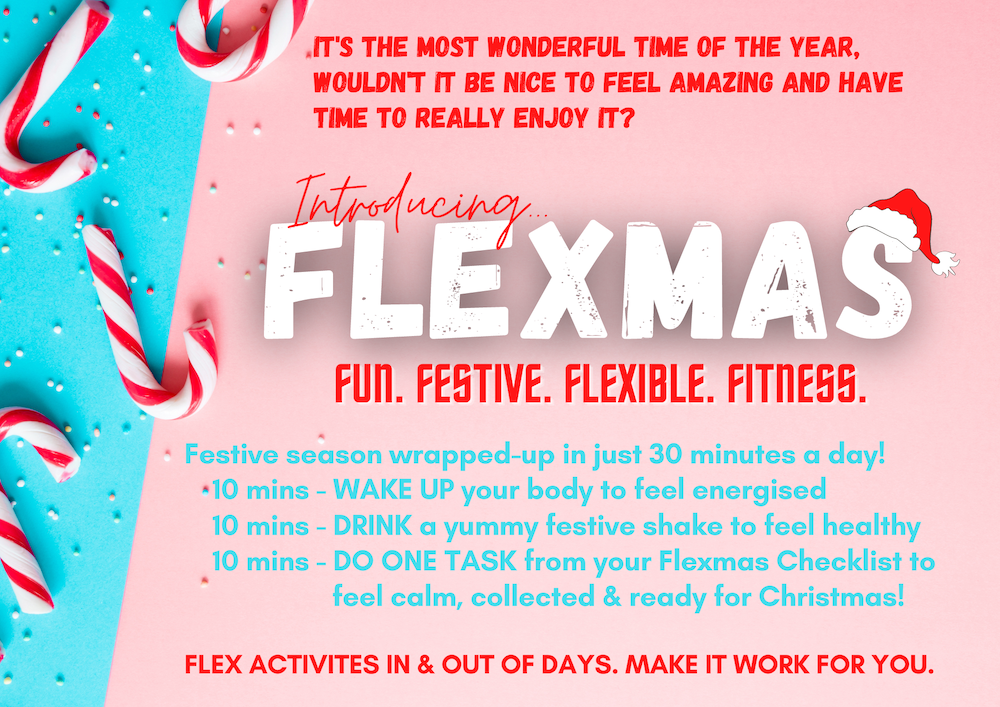 IT'S THE MOST WONDERFUL TIME OF THE YEAR,
WOULDN'T IT BE NICE TO FEEL AMAZING AND HAVE
TIME TO REALLY ENJOY IT?
Introducing...
FLEXMAS
FUN. FESTIVE. FLEXIBLE. FITNESS.
Festive season wrapped-up in just 30 minutes a day!
10 mins - WAKE UP your body to feel energised
10 mins - DRINK a yummy festive shake to feel healthy
10 mins - DO ONE TASK from your Flexmas Checklist to
feel calm, collected & ready for Christmas!
FLEX ACTIVITES IN & OUT OF DAYS. MAKE IT WORK FOR YOU.